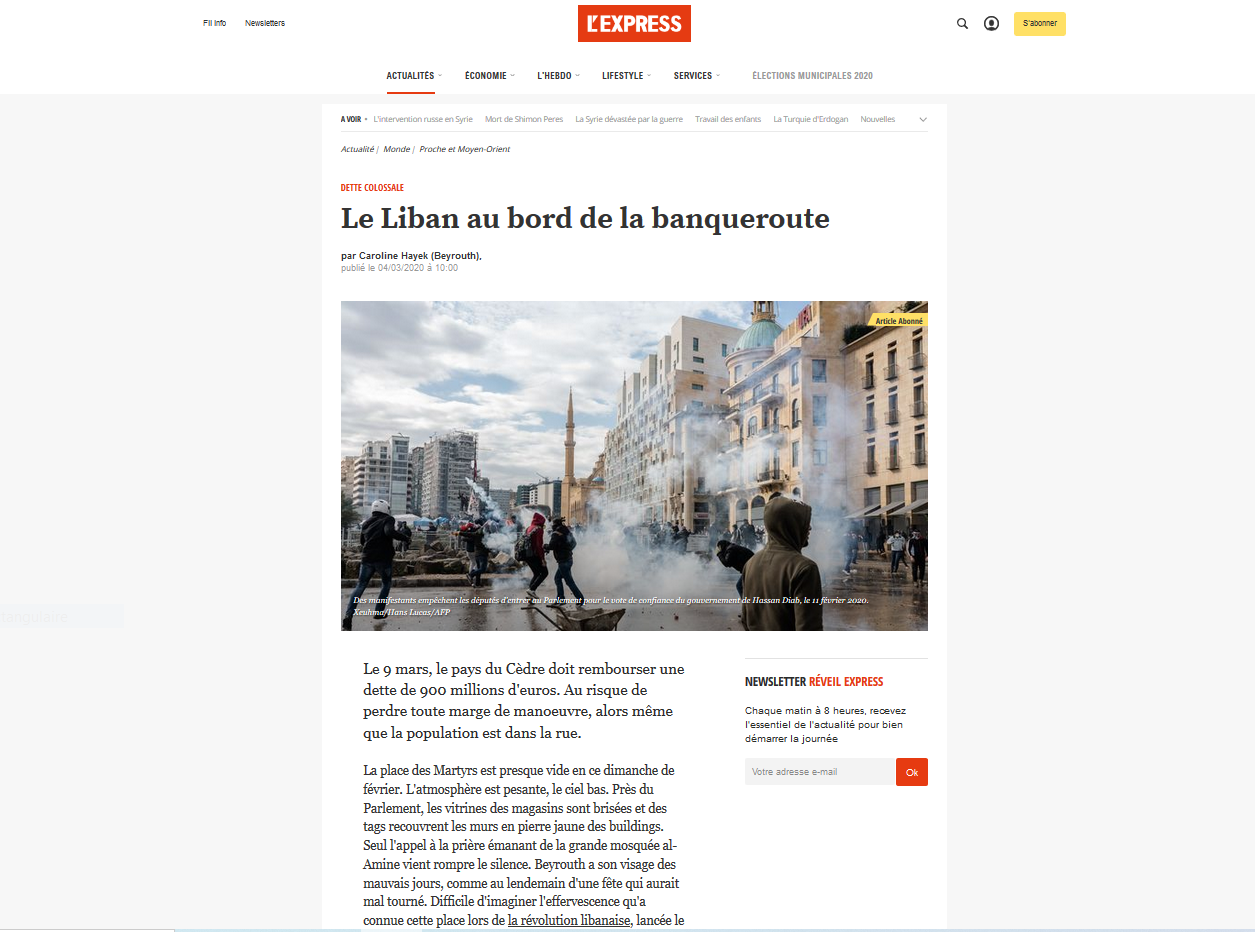 Fil info
Newsletters
L'EXPRESS
S'abonner
ACTUALITÉS
ÉCONOMIE
L'HEBDO
LIFESTYLE
SERVICES
ÉLECTIONS MUNICIPALES 2020
A VOIR
L'intervention russe en Syrie
Mort de Shimon Peres
La Syrie dévastée par la guerre
Travail des enfants
La Turquie d'Erdogan
Nouvelles
Actualité / Monde / Proche et Moyen-Orient
DETTE COLOSSALE
Le Liban au bord de la banqueroute
par Caroline Hayek (Beyrouth),
publié le 04/03/2020 à 10:00
Article Abonné
Des manifestants empêchent les députés d'entrer au Parlement pour le vote de confiance du gouvernement de Hassan Diab, le 11 février 2020.
Xeuhma/Hans Lucas/AFP
Le 9 mars, le pays du Cèdre doit rembourser une
dette de 900 millions d'euros. Au risque de
perdre toute marge de manoeuvre, alors même
que la population est dans la rue.
La place des Martyrs est presque vide en ce dimanche de
février. L'atmosphère est pesante, le ciel bas. Près du
Parlement, les vitrines des magasins sont brisées et des
tags recouvrent les murs en pierre jaune des buildings.
Seul l'appel à la prière émanant de la grande mosquée al-
Amine vient rompre le silence. Beyrouth a son visage des
mauvais jours, comme au lendemain d'une fête qui aurait
mal tourné. Difficile d'imaginer l'effervescence qu'a
connue cette place lors de la révolution libanaise, lancée le
NEWSLETTER RÉVEIL EXPRESS
Chaque matin à 8 heures, recevez
l'essentiel de l'actualité pour bien
démarrer la journée
Votre adresse e-mail
Ok